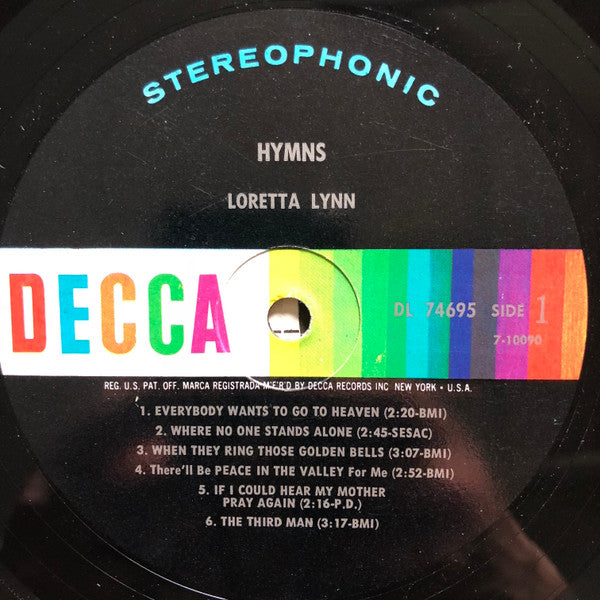 STEREOPHONIC
HYMNS
LORETTA LYNN
DECCA
DL 74695 SIDE 1
7-10090
REG. U.S. PAT. OFF. MARCA REGISTRADA M'F'R'D BY DECCA RECORDS INC NEW YORK • U.S.A.
1. EVERYBODY WANTS TO GO TO HEAVEN (2:20-BMI)
2. WHERE NO ONE STANDS ALONE (2:45-SESAC)
3. WHEN THEY RING THOSE GOLDEN BELLS (3:07-BMI)
4. There'll Be PEACE IN THE VALLEY For Me (2:52-BMI)
5. IF I COULD HEAR MY MOTHER
PRAY AGAIN (2:16-P.D.)
6. THE THIRD MAN (3:17-BMI)